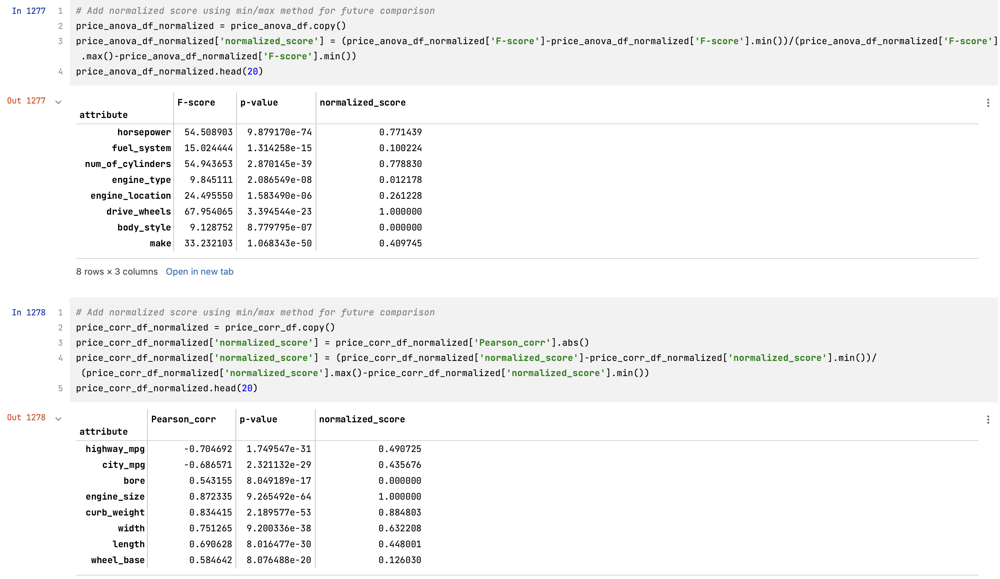 In 1277 1 # Add normalized score using min/max method for future comparison
2 price_anova_df_normalized = price_anova_df.copy()
3 price_anova_df_normalized['normalized_score'] = (price_anova_df_normalized['F-score']-price_anova_df_normalized['F-score'].min())/(price_anova_df_normalized['F-score']
.max()-price_anova_df_normalized['F-score'].min())
4 price_anova_df_normalized.head(20)
Out 1277
F-score p-value normalized_score
attribute
horsepower 54.508903 9.879170e-74 0.771439
fuel_system 15.024444 1.314258e-15 0.100224
num_of_cylinders 54.943653 2.870145e-39 0.778830
engine_type 9.845111 2.086549e-08 0.012178
engine_location 24.495550 1.583490e-06 0.261228
drive_wheels 67.954065 3.394544e-23 1.000000
body_style 9.128752 8.779795e-07 0.000000
make 33.232103 1.068343e-50 0.409745
8 rows × 3 columns Open in new tab
In 1278 1 # Add normalized score using min/max method for future comparison
2 price_corr_df_normalized = price_corr_df.copy()
3 price_corr_df_normalized['normalized_score'] = price_corr_df_normalized['Pearson_corr'].abs()
4 price_corr_df_normalized['normalized_score'] = (price_corr_df_normalized['normalized_score']-price_corr_df_normalized['normalized_score'].min())/
(price_corr_df_normalized['normalized_score'].max()-price_corr_df_normalized['normalized_score'].min())
5 price_corr_df_normalized.head(20)
Out 1278
Pearson_corr p-value normalized_score
attribute
highway_mpg -0.704692 1.749547e-31 0.490725
city_mpg -0.686571 2.321132e-29 0.435676
bore 0.543155 8.049189e-17 0.000000
engine_size 0.872335 9.265492e-64 1.000000
curb_weight 0.834415 2.189577e-53 0.884803
width 0.751265 9.200336e-38 0.632208
length 0.690628 8.016477e-30 0.448001
wheel_base 0.584642 8.076488e-20 0.126030